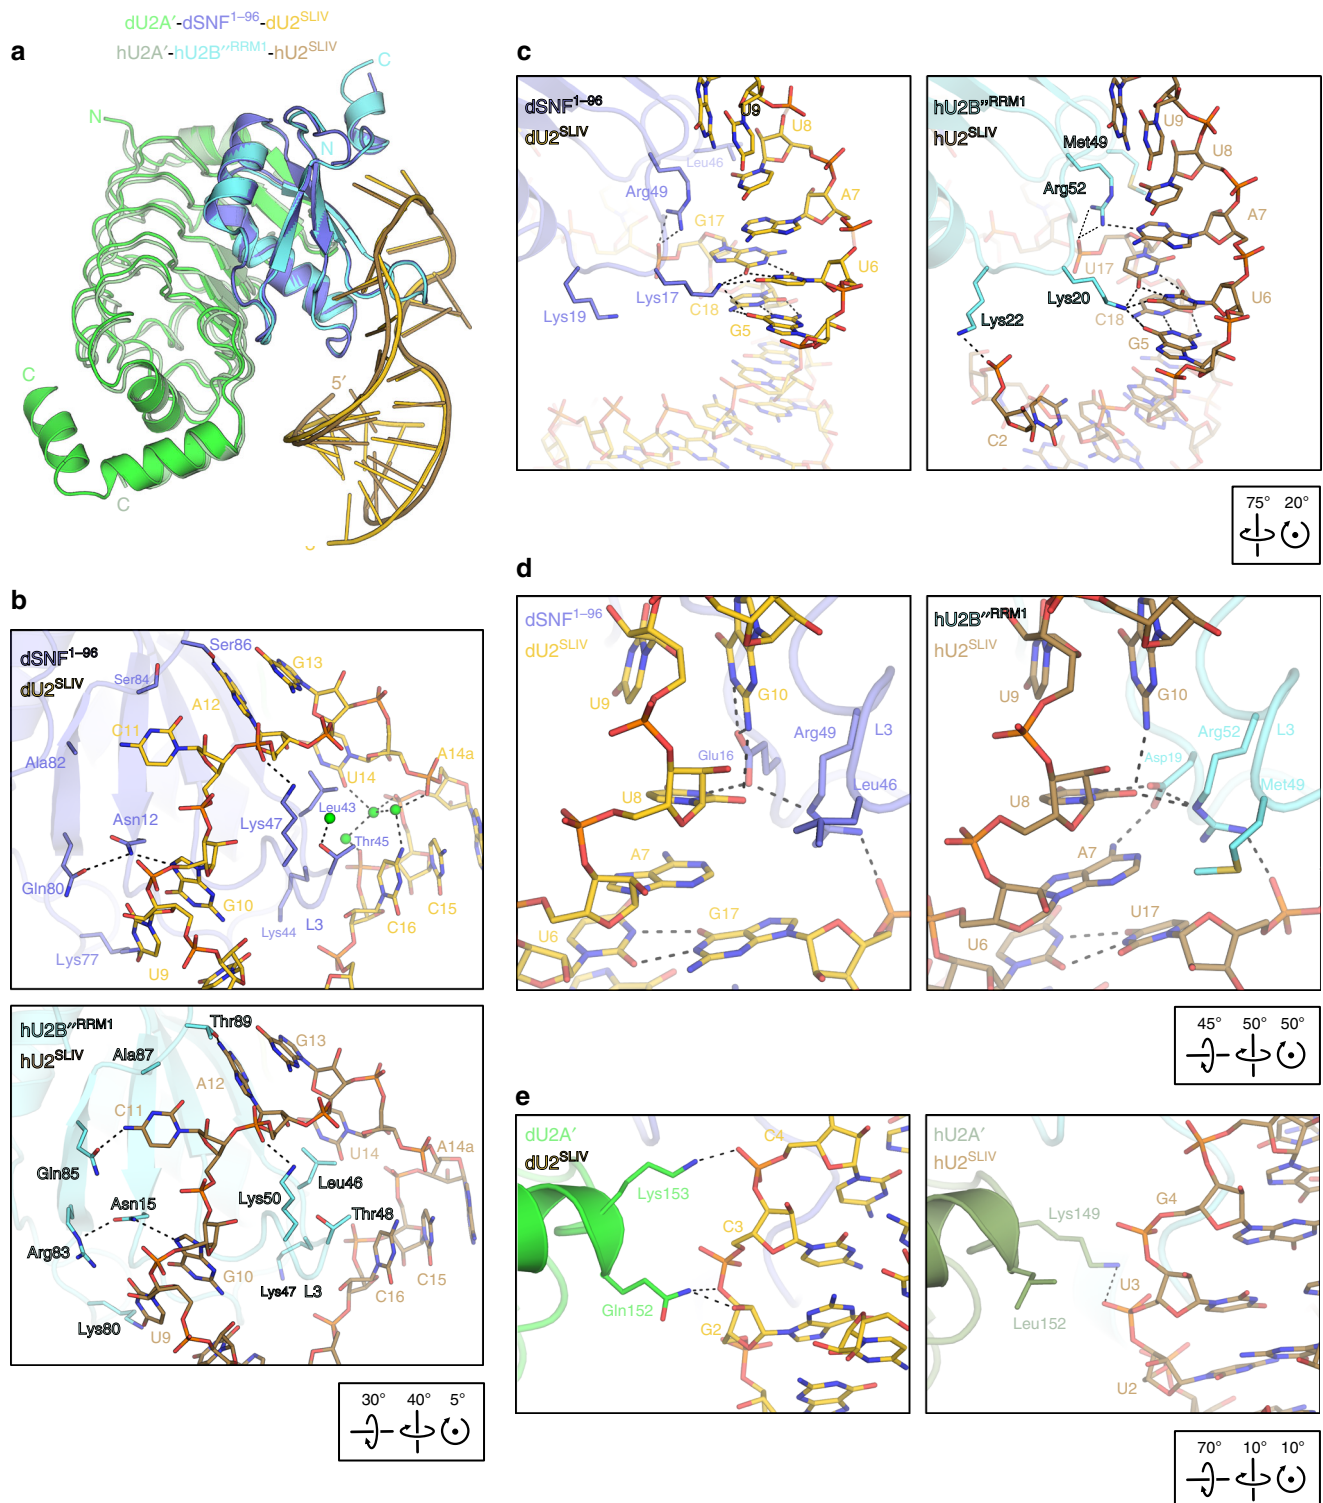 dU2A′-dSNF1–96-dU2SLIV
hU2A′-hU2B″RRM1-hU2SLIV
a
C
N
N
C
5′
C
b
dSNF1–96
dU2SLIV
Ser86
G13
Ser84
A12
C11
A14a
Ala82
U14
Leu43
Asn12
Lys47
Thr45
Gln80
G10
C15
L3
C16
Lys44
Lys77
U9
hU2B″RRM1
hU2SLIV
Thr89
G13
Ala87
A12
C11
U14
A14a
Gln85
Leu46
Asn15
Lys50
Thr48
Arg83
G10
C15
Lys47
L3
C16
Lys80
U9
30° 40° 5°
c
dSNF1–96
dU2SLIV
U9
U8
Leu46
Arg49
A7
G17
U6
Lys17
Lys19
C18
G5
hU2B″RRM1
hU2SLIV
U9
Met49
U8
Arg52
A7
U17
Lys20
U6
Lys22
C18
G5
C2
75° 20°
d
dSNF1–96
dU2SLIV
U9
G10
Arg49
L3
Glu16
Leu46
U8
A7
G17
U6
hU2B″RRM1
hU2SLIV
U9
G10
Arg52
L3
Asp19
Met49
U8
A7
U17
U6
45° 50° 50°
e
dU2A′
dU2SLIV
C4
Lys153
C3
Gln152
G2
hU2A′
hU2SLIV
G4
Lys149
U3
Leu152
U2
70° 10° 10°